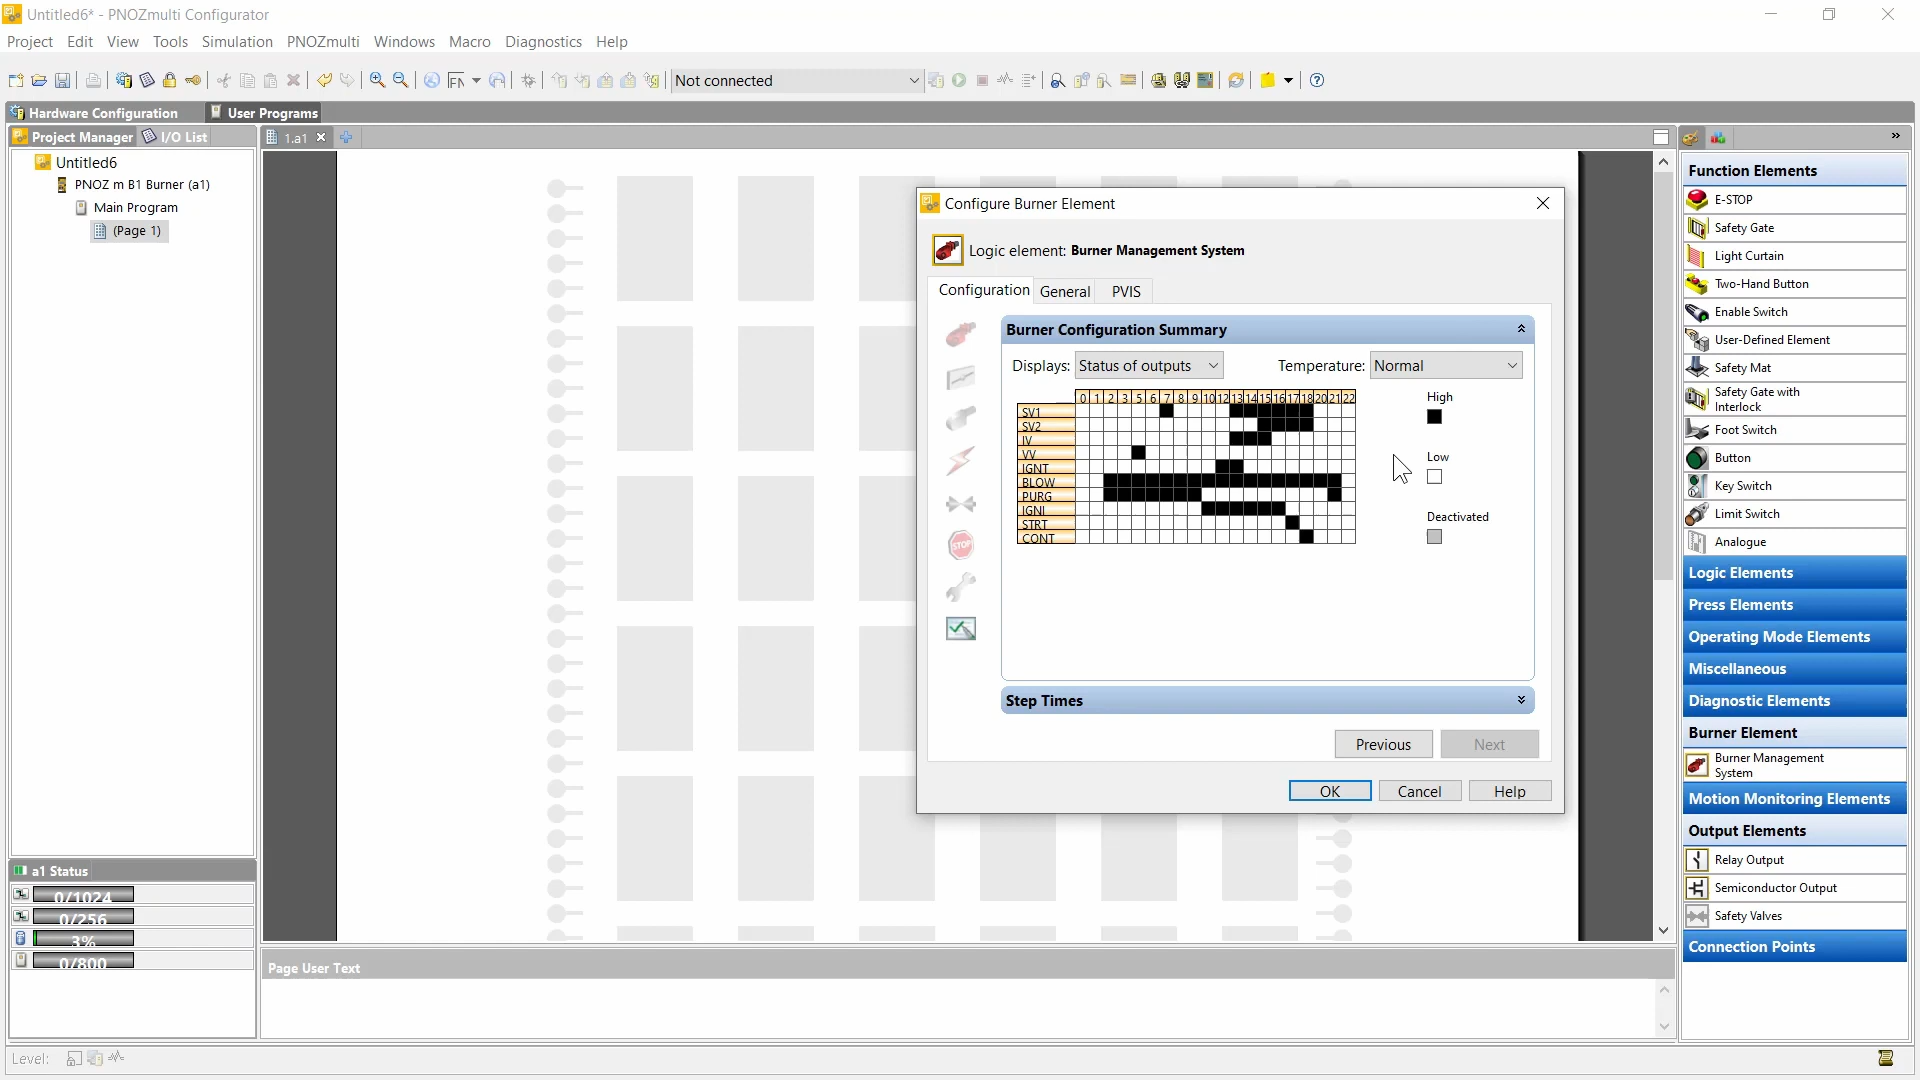 Untitled6* - PNOZmulti Configurator
Project Edit View Tools Simulation PNOZmulti Windows Macro Diagnostics Help
Not connected
Hardware Configuration User Programs
Project Manager I/O List 1.a1
Untitled6
PNOZ m B1 Burner (a1)
Main Program
(Page 1)
Configure Burner Element
Logic element: Burner Management System
Configuration General PVIS
Burner Configuration Summary
Displays: Status of outputs Temperature: Normal
0 1 2 3 5 6 7 8 9 10 12 13 14 15 16 17 18 20 21 22
SV1
SV2
IV
VV
IGNT
BLOW
PURG
IGNI
STRT
CONT
High
Low
Deactivated
STOP
Step Times
Previous Next
OK Cancel Help
Function Elements
E-STOP
Safety Gate
Light Curtain
Two-Hand Button
Enable Switch
User-Defined Element
Safety Mat
Safety Gate with
Interlock
Foot Switch
Button
Key Switch
Limit Switch
Analogue
Logic Elements
Press Elements
Operating Mode Elements
Miscellaneous
Diagnostic Elements
Burner Element
Burner Management
System
Motion Monitoring Elements
Output Elements
Relay Output
Semiconductor Output
Safety Valves
Connection Points
a1 Status
0/1024
0/256
3%
0/800
Page User Text
Level: